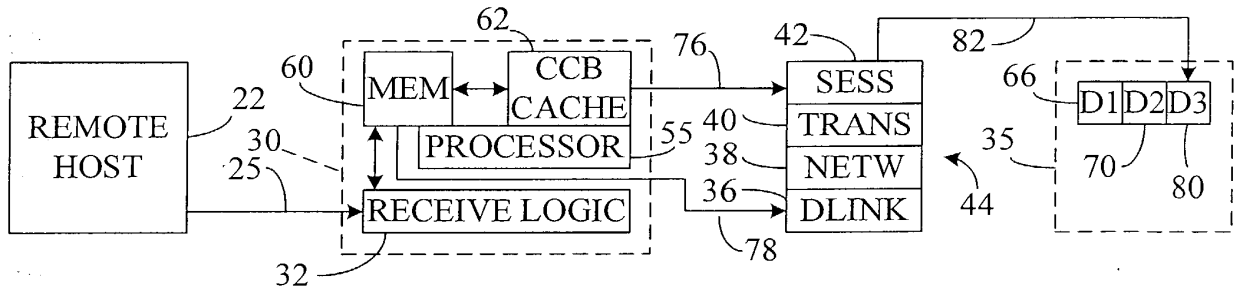 REMOTE
HOST
22
25
30
60
MEM
62
CCB
CACHE
PROCESSOR
55
RECEIVE LOGIC
32
76
78
42
SESS
40
TRANS
38
NETW
36
DLINK
44
82
35
66
D1 D2 D3
70
80